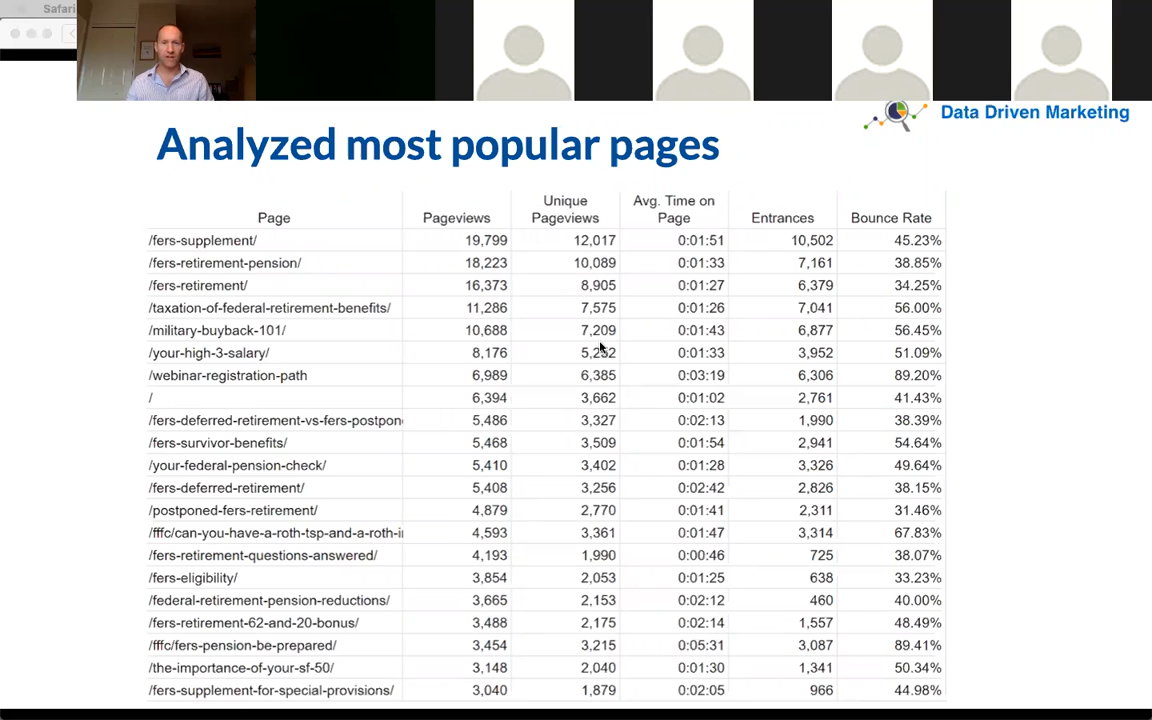 Safari
Data Driven Marketing
Analyzed most popular pages
Page Pageviews Unique Pageviews Avg. Time on Page Entrances Bounce Rate
/fers-supplement/ 19,799 12,017 0:01:51 10,502 45.23%
/fers-retirement-pension/ 18,223 10,089 0:01:33 7,161 38.85%
/fers-retirement/ 16,373 8,905 0:01:27 6,379 34.25%
/taxation-of-federal-retirement-benefits/ 11,286 7,575 0:01:26 7,041 56.00%
/military-buyback-101/ 10,688 7,209 0:01:43 6,877 56.45%
/your-high-3-salary/ 8,176 0:01:33 3,952 51.09%
/webinar-registration-path 6,989 6,385 0:03:19 6,306 89.20%
/ 6,394 3,662 0:01:02 2,761 41.43%
/fers-deferred-retirement-vs-fers-postpon 5,486 3,327 0:02:13 1,990 38.39%
/fers-survivor-benefits/ 5,468 3,509 0:01:54 2,941 54.64%
/your-federal-pension-check/ 5,410 3,402 0:01:28 3,326 49.64%
/fers-deferred-retirement/ 5,408 3,256 0:02:42 2,826 38.15%
/postponed-fers-retirement/ 4,879 2,770 0:01:41 2,311 31.46%
/fffc/can-you-have-a-roth-tsp-and-a-roth-i 4,593 3,361 0:01:47 3,314 67.83%
/fers-retirement-questions-answered/ 4,193 1,990 0:00:46 725 38.07%
/fers-eligibility/ 3,854 2,053 0:01:25 638 33.23%
/federal-retirement-pension-reductions/ 3,665 2,153 0:02:12 460 40.00%
/fers-retirement-62-and-20-bonus/ 3,488 2,175 0:02:14 1,557 48.49%
/fffc/fers-pension-be-prepared/ 3,454 3,215 0:05:31 3,087 89.41%
/the-importance-of-your-sf-50/ 3,148 2,040 0:01:30 1,341 50.34%
/fers-supplement-for-special-provisions/ 3,040 1,879 0:02:05 966 44.98%